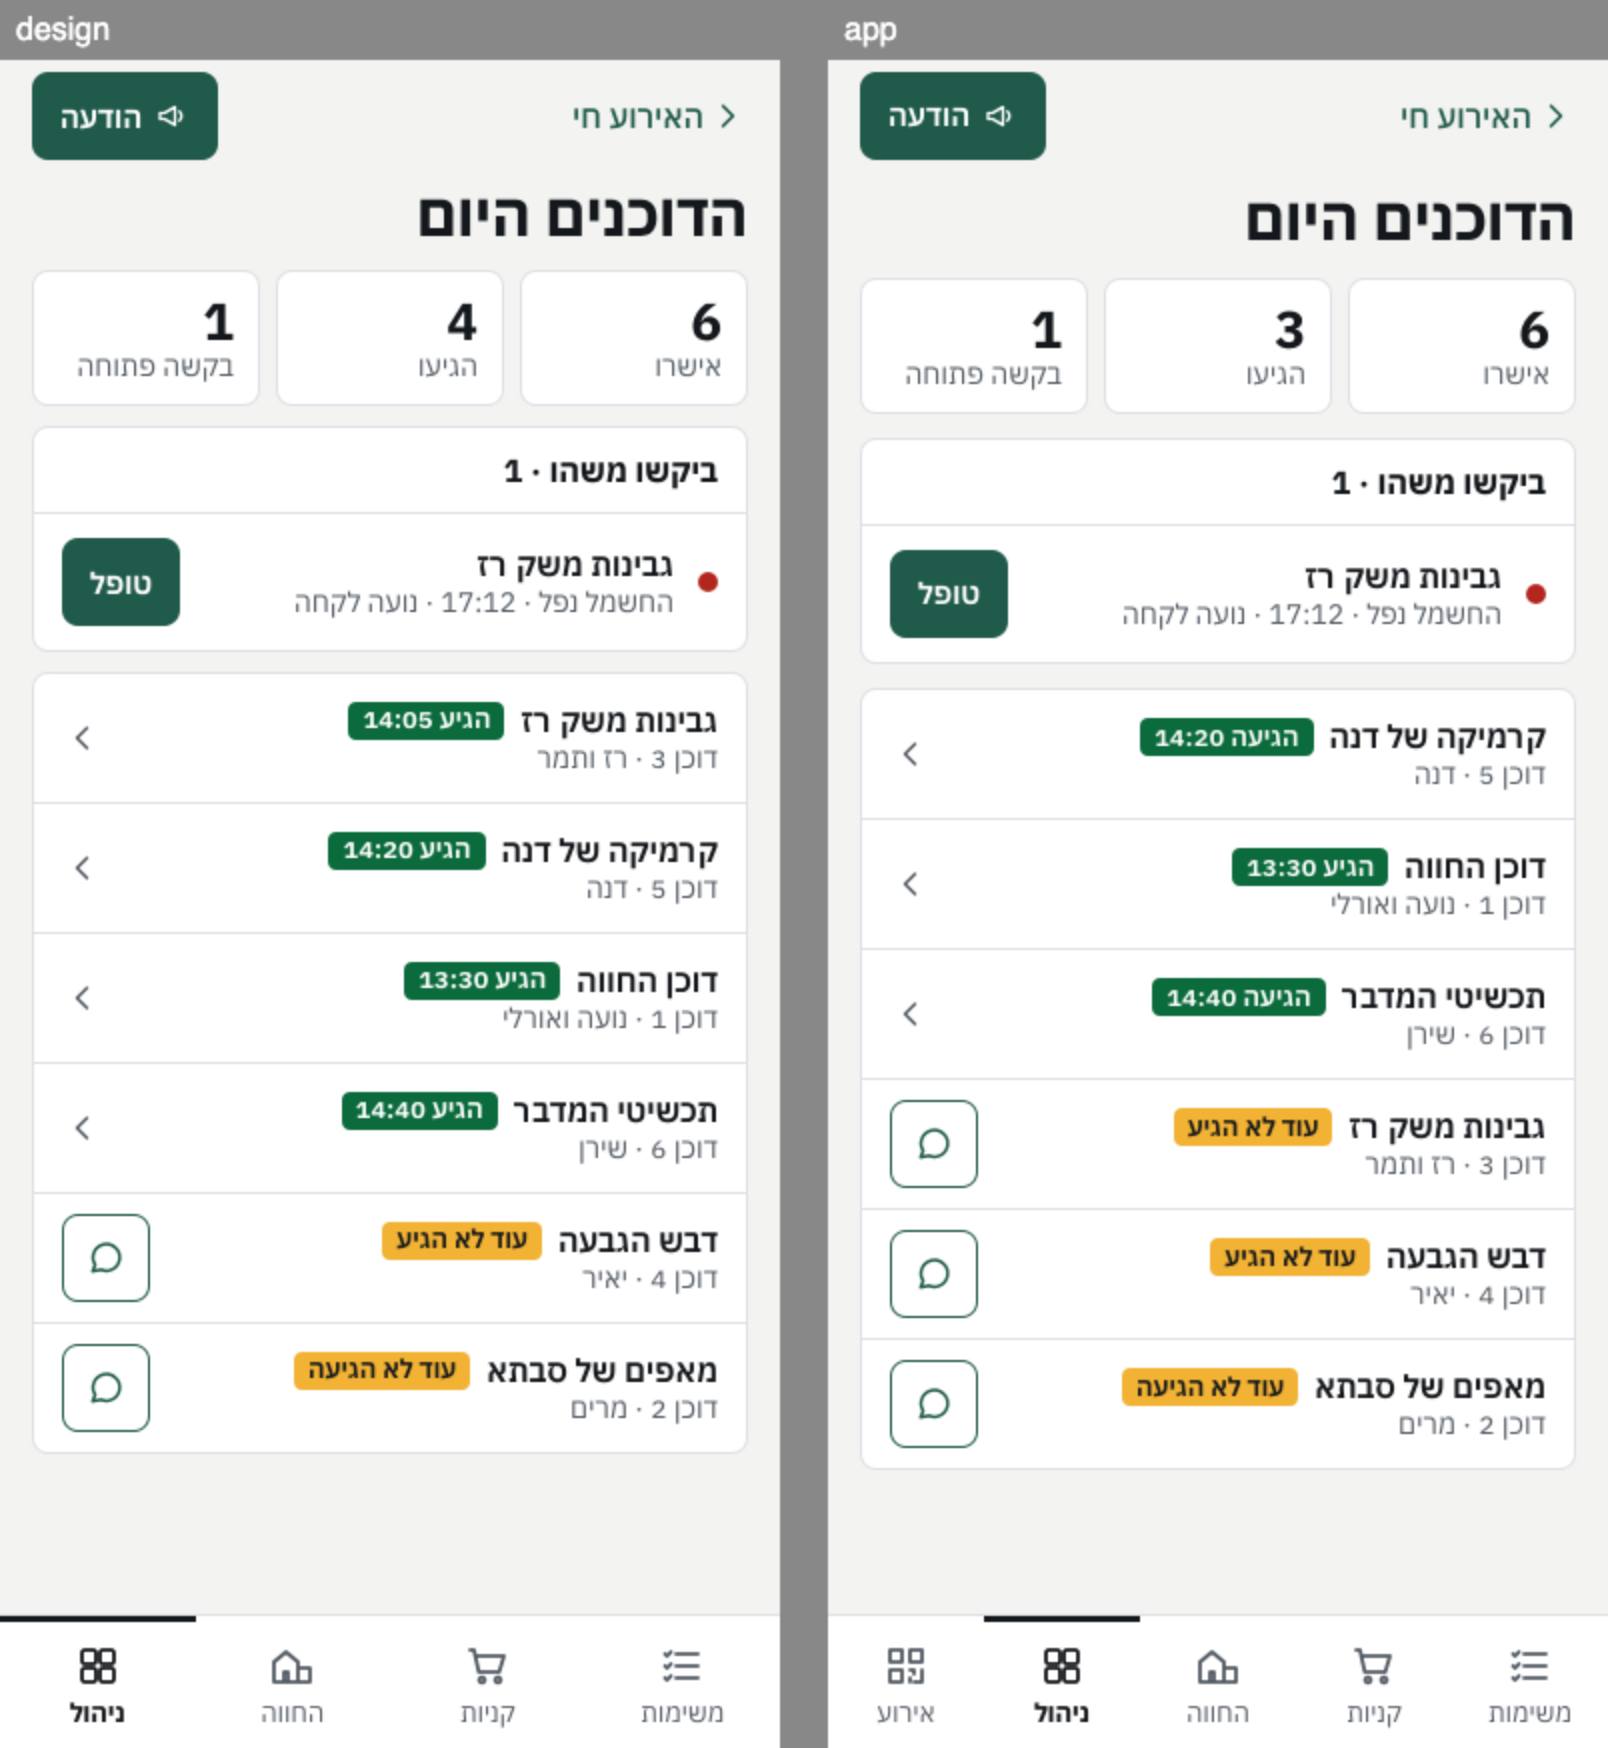 design
האירוע חי
הודעה
הדוכנים היום
6
אישרו
4
הגיעו
1
בקשה פתוחה
ביקשו משהו · 1
גבינות משק רז
החשמל נפל · 17:12 · נועה לקחה
טופל
גבינות משק רז הגיע 14:05
דוכן 3 · רז ותמר
קרמיקה של דנה הגיע 14:20
דוכן 5 · דנה
דוכן החווה הגיע 13:30
דוכן 1 · נועה ואורלי
תכשיטי המדבר הגיע 14:40
דוכן 6 · שירן
דבש הגבעה עוד לא הגיע
דוכן 4 · יאיר
מאפים של סבתא עוד לא הגיעה
דוכן 2 · מרים
משימות
קניות
החווה
ניהול
app
האירוע חי
הודעה
הדוכנים היום
6
אישרו
3
הגיעו
1
בקשה פתוחה
ביקשו משהו · 1
גבינות משק רז
החשמל נפל · 17:12 · נועה לקחה
טופל
קרמיקה של דנה הגיעה 14:20
דוכן 5 · דנה
דוכן החווה הגיע 13:30
דוכן 1 · נועה ואורלי
תכשיטי המדבר הגיעה 14:40
דוכן 6 · שירן
גבינות משק רז עוד לא הגיע
דוכן 3 · רז ותמר
דבש הגבעה עוד לא הגיע
דוכן 4 · יאיר
מאפים של סבתא עוד לא הגיעה
דוכן 2 · מרים
משימות
קניות
החווה
ניהול
אירוע